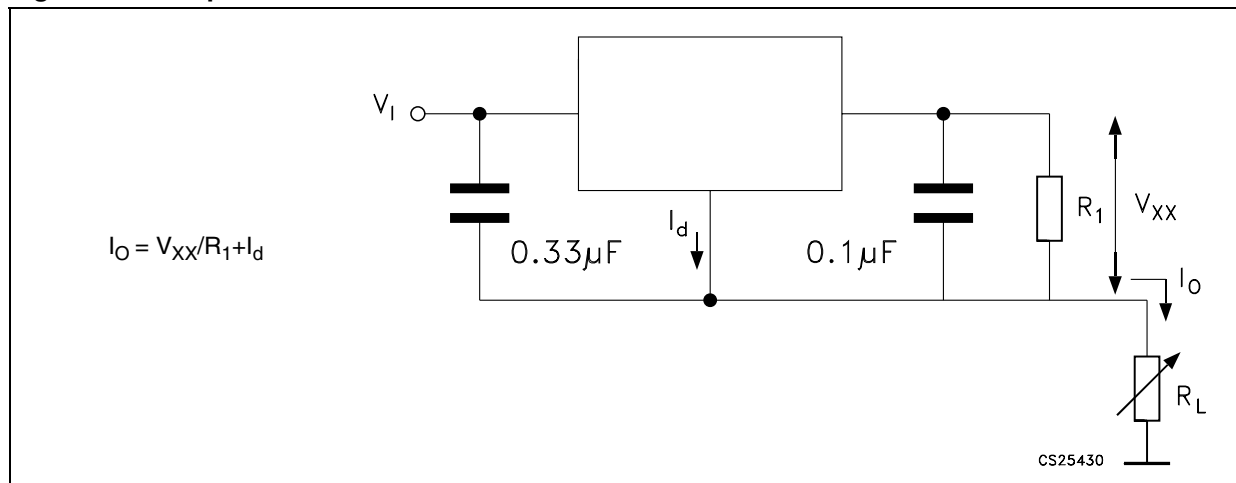 V_I
I_d
R_1
V_XX
I_O = V_XX/R_1+I_d
0.33µF
0.1µF
I_O
R_L
CS25430